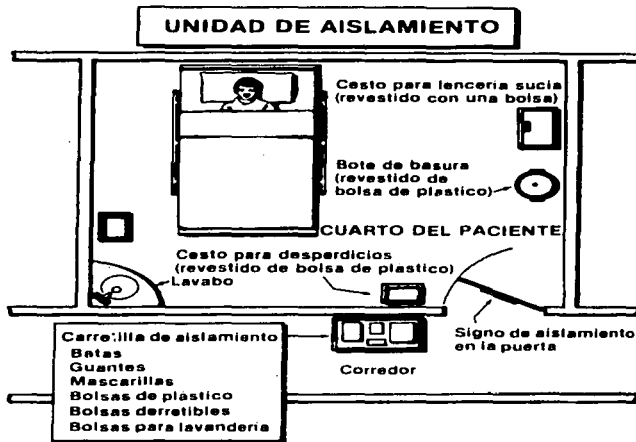 UNIDAD DE AISLAMIENTO
Cesto para lencería sucia
(revestido con una bolsa)
Bote de basura
(revestido de
bolsa de plastico)
CUARTO DEL PACIENTE
Cesto para desperdicios
(revestido de bolsa de plastico)
Lavabo
Signo de aislamiento
en la puerta
Carretilla de aislamiento
Batas
Guantes
Mascarillas
Bolsas de plástico
Bolsas derretibles
Bolsas para lavandería
Corredor